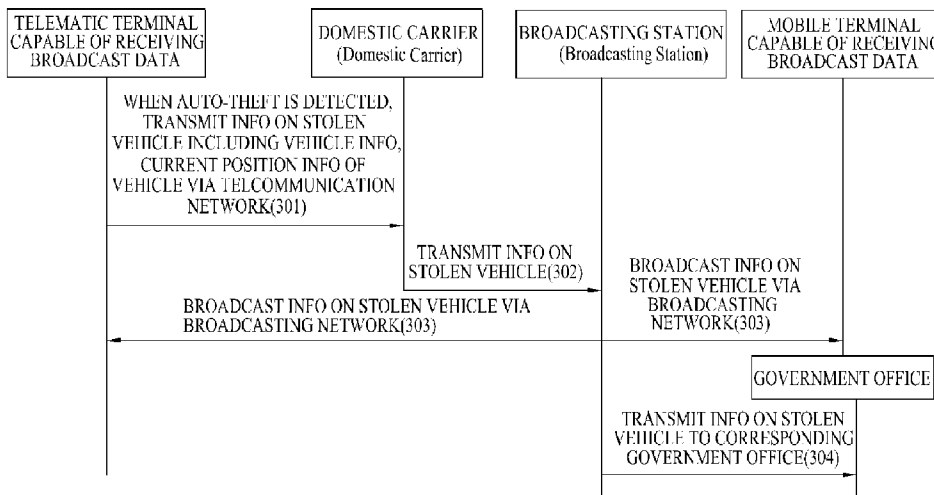 TELEMATIC TERMINAL
CAPABLE OF RECEIVING
BROADCAST DATA
DOMESTIC CARRIER
(Domestic Carrier)
BROADCASTING STATION
(Broadcasting Station)
MOBILE TERMINAL
CAPABLE OF RECEIVING
BROADCAST DATA
WHEN AUTO-THEFT IS DETECTED,
TRANSMIT INFO ON STOLEN
VEHICLE INCLUDING VEHICLE INFO,
CURRENT POSITION INFO OF
VEHICLE VIA TELCOMMUNICATION
NETWORK(301)
TRANSMIT INFO ON
STOLEN VEHICLE(302)
BROADCAST INFO ON STOLEN VEHICLE VIA
BROADCASTING NETWORK(303)
BROADCAST INFO ON
STOLEN VEHICLE VIA
BROADCASTING
NETWORK(303)
GOVERNMENT OFFICE
TRANSMIT INFO ON STOLEN
VEHICLE TO CORRESPONDING
GOVERNMENT OFFICE(304)